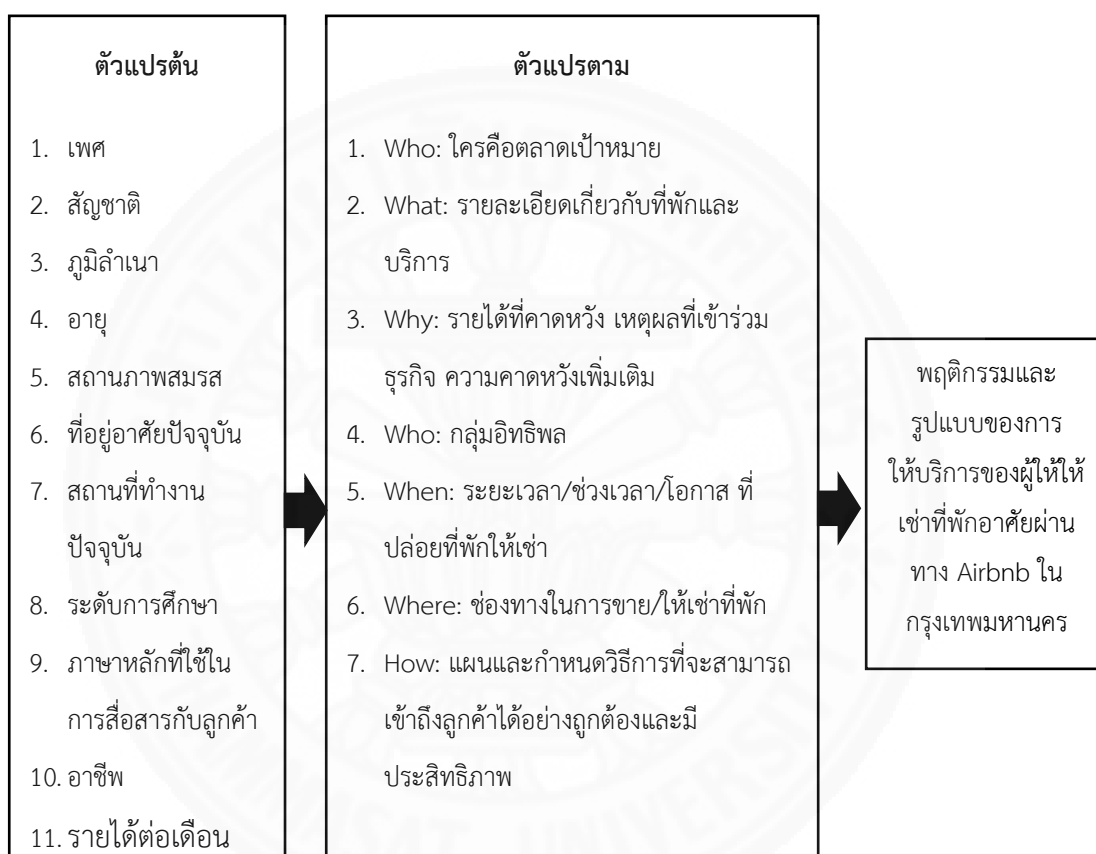 ตัวแปรต้น
1. เพศ
2. สัญชาติ
3. ภูมิลำเนา
4. อายุ
5. สถานภาพสมรส
6. ที่อยู่อาศัยปัจจุบัน
7. สถานที่ทำงาน
ปัจจุบัน
8. ระดับการศึกษา
9. ภาษาหลักที่ใช้ใน
การสื่อสารกับลูกค้า
10. อาชีพ
11. รายได้ต่อเดือน
ตัวแปรตาม
1. Who: ใครคือตลาดเป้าหมาย
2. What: รายละเอียดเกี่ยวกับที่พักและ
บริการ
3. Why: รายได้ที่คาดหวัง เหตุผลที่เข้าร่วม
ธุรกิจ ความคาดหวังเพิ่มเติม
4. Who: กลุ่มอิทธิพล
5. When: ระยะเวลา/ช่วงเวลา/โอกาส ที่
ปล่อยที่พักให้เช่า
6. Where: ช่องทางในการขาย/ให้เช่าที่พัก
7. How: แผนและกำหนดวิธีการที่จะสามารถ
เข้าถึงลูกค้าได้อย่างถูกต้องและมี
ประสิทธิภาพ
พฤติกรรมและ
รูปแบบของการ
ให้บริการของผู้ให้ให้
เช่าที่พักอาศัยผ่าน
ทาง Airbnb ใน
กรุงเทพมหานคร